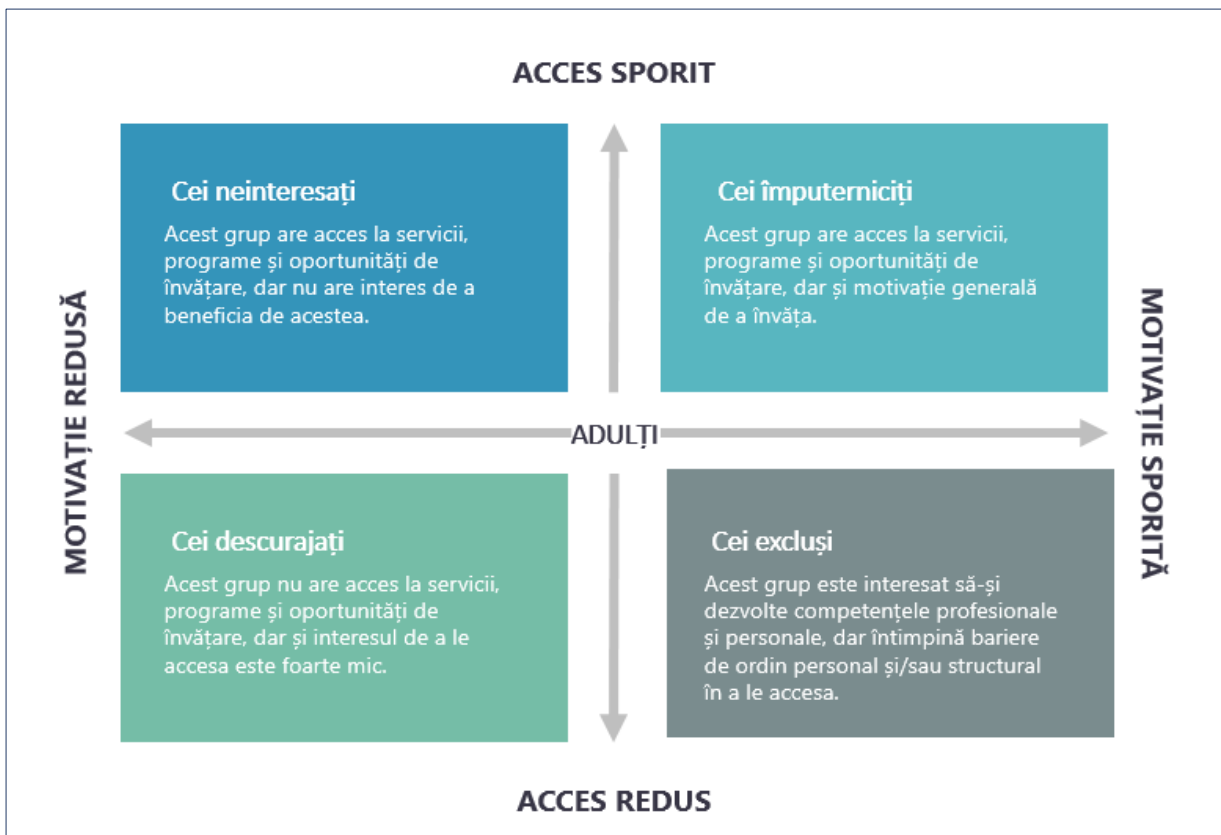 ACCES SPORIT
Cei neinteresați
Acest grup are acces la servicii,
programe și oportunități de
învățare, dar nu are interes de a
beneficia de acestea.
Cei împuterniciți
Acest grup are acces la servicii,
programe și oportunități de
învățare, dar și motivație generală
de a învăța.
MOTIVAȚIE REDUSĂ
ADULȚI
MOTIVAȚIE SPORITĂ
Cei descurajați
Acest grup nu are acces la servicii,
programe și oportunități de
învățare, dar și interesul de a le
accesa este foarte mic.
Cei excluși
Acest grup este interesat să-și
dezvolte competențele profesionale
și personale, dar întimpină bariere
de ordin personal și/sau structural
în a le accesa.
ACCES REDUS